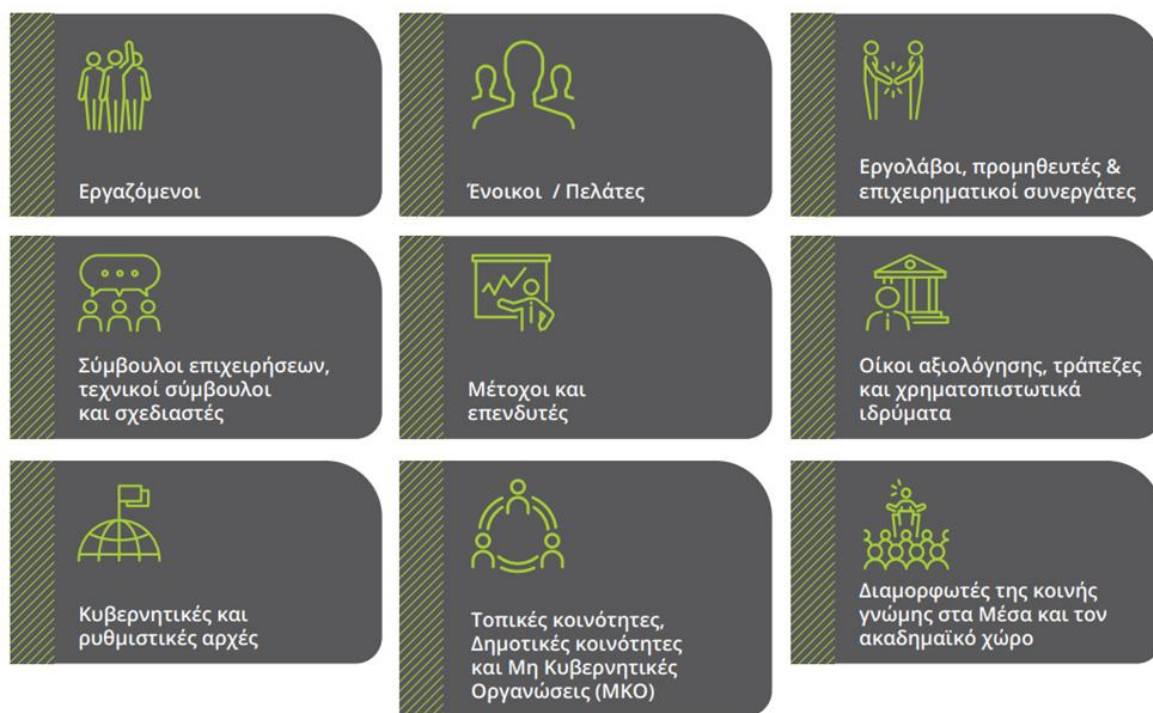 Εργαζόμενοι
Ένοικοι / Πελάτες
Εργολάβοι, προμηθευτές &
επιχειρηματικοί συνεργάτες
Σύμβουλοι επιχειρήσεων,
τεχνικοί σύμβουλοι
και σχεδιαστές
Μέτοχοι και
επενδυτές
Οίκοι αξιολόγησης, τράπεζες
και χρηματοπιστωτικά
ιδρύματα
Κυβερνητικές και
ρυθμιστικές αρχές
Τοπικές κοινότητες,
Δημοτικές κοινότητες
και Μη Κυβερνητικές
Οργανώσεις (ΜΚΟ)
Διαμορφωτές της κοινής
γνώμης στα Μέσα και τον
ακαδημαϊκό χώρο